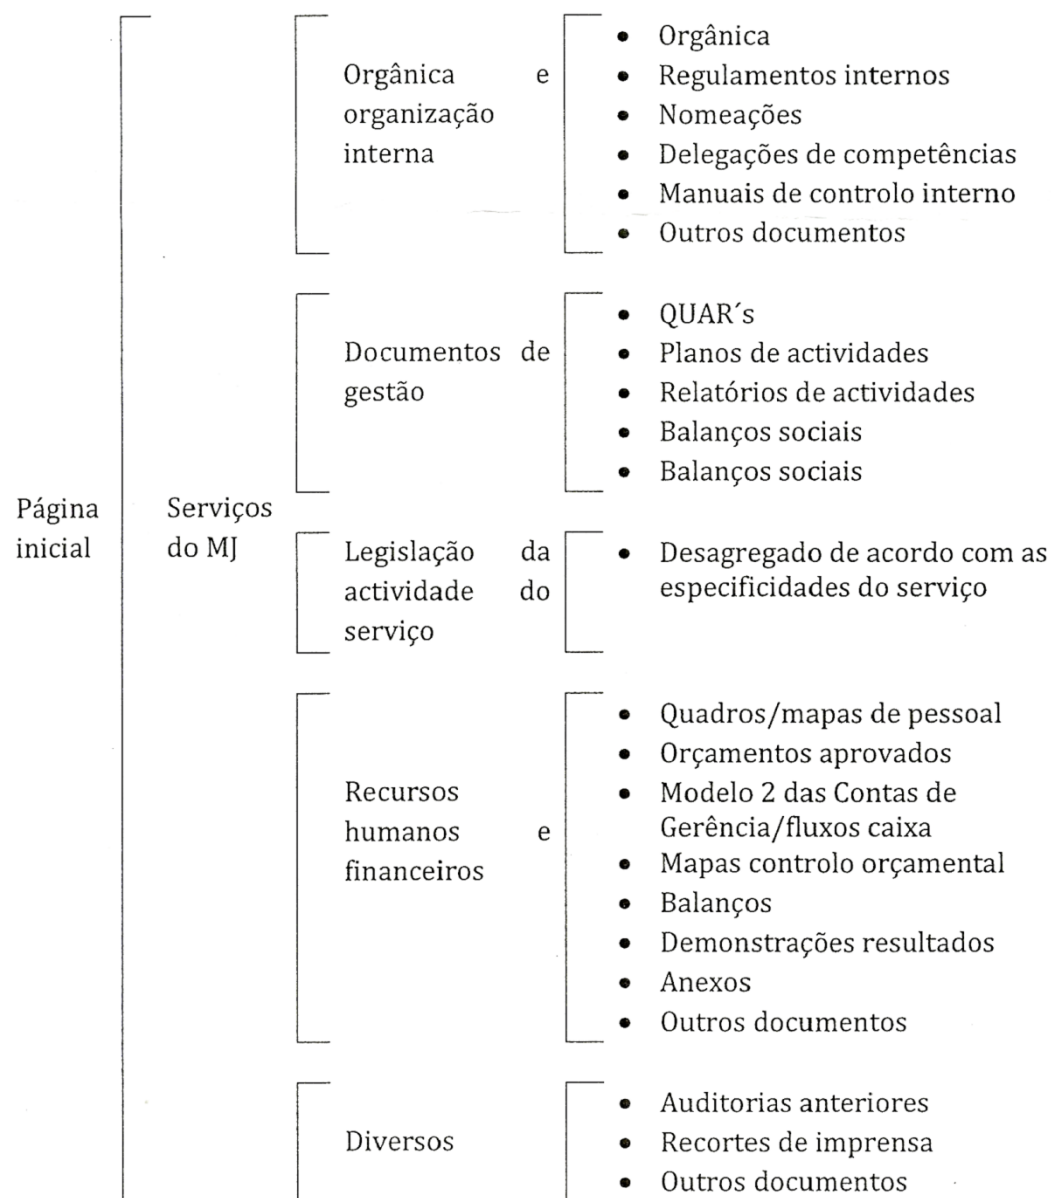 Página
inicial
Serviços
do MJ
Orgânica e
organização
interna
• Orgânica
• Regulamentos internos
• Nomeações
• Delegações de competências
• Manuais de controlo interno
• Outros documentos
Documentos de
gestão
• QUAR´s
• Planos de actividades
• Relatórios de actividades
• Balanços sociais
• Balanços sociais
Legislação da
actividade do
serviço
• Desagregado de acordo com as
especificidades do serviço
Recursos
humanos e
financeiros
• Quadros/mapas de pessoal
• Orçamentos aprovados
• Modelo 2 das Contas de
Gerência/fluxos caixa
• Mapas controlo orçamental
• Balanços
• Demonstrações resultados
• Anexos
• Outros documentos
Diversos
• Auditorias anteriores
• Recortes de imprensa
• Outros documentos